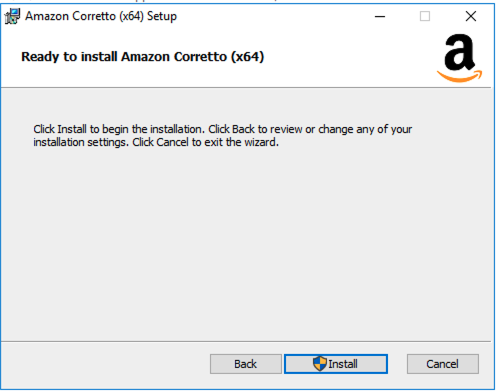 Amazon Corretto (x64) Setup
Ready to install Amazon Corretto (x64)
a
Click Install to begin the installation. Click Back to review or change any of your
installation settings. Click Cancel to exit the wizard.
Back Install Cancel